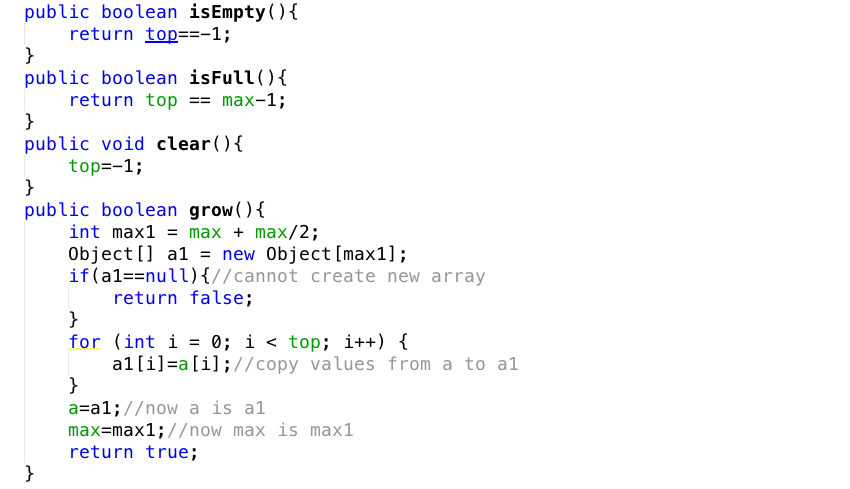 public boolean isEmpty(){
    return top==-1;
}
public boolean isFull(){
    return top == max-1;
}
public void clear(){
    top=-1;
}
public boolean grow(){
    int max1 = max + max/2;
    Object[] a1 = new Object[max1];
    if(a1==null){//cannot create new array
        return false;
    }
    for (int i = 0; i < top; i++) {
        a1[i]=a[i];//copy values from a to a1
    }
    a=a1;//now a is a1
    max=max1;//now max is max1
    return true;
}